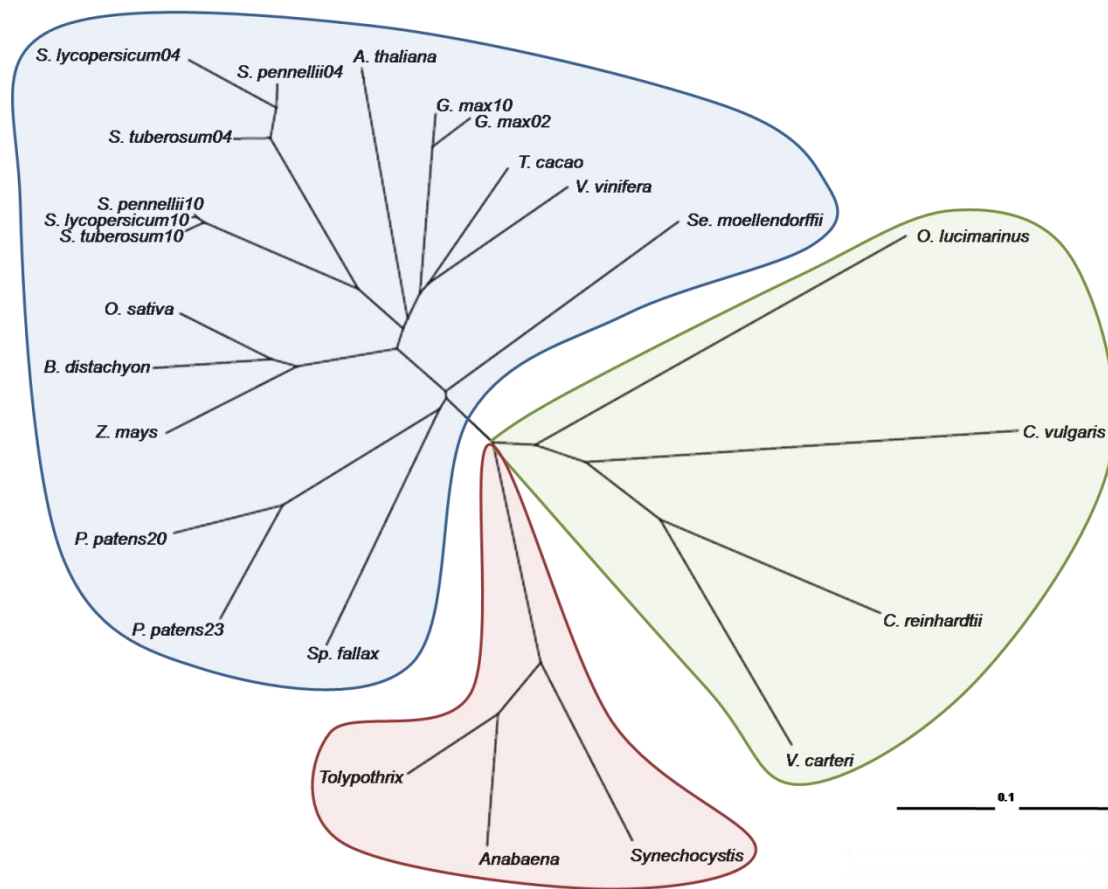 S. lycopersicum04
S. pennellii04
A. thaliana
G. max10
G. max02
S. tuberosum04
T. cacao
V. vinifera
S. pennellii10
S. lycopersicum10
S. tuberosum10
Se. moellendorffii
O. lucimarinus
O. sativa
B. distachyon
Z. mays
C. vulgaris
P. patens20
P. patens23
Sp. fallax
C. reinhardtii
V. carteri
Tolypothrix
Anabaena
Synechocystis
0.1